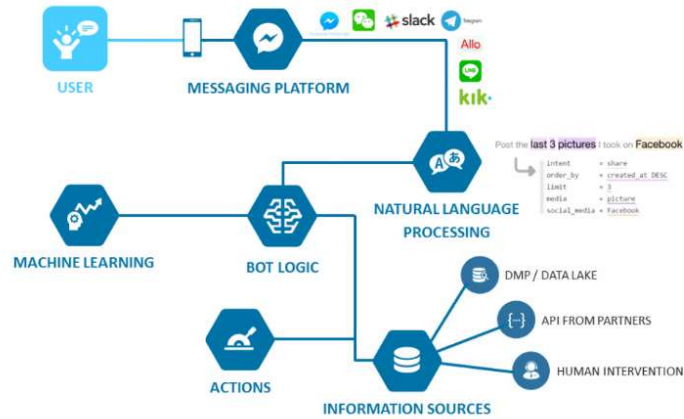 slack
Allo
LINE
kik
USER
MESSAGING PLATFORM
Post the last 3 pictures I took on Facebook
intent = share
order_by = created_at DESC
limit = 3
media = picture
social_media = Facebook
A あ
NATURAL LANGUAGE
PROCESSING
MACHINE LEARNING
BOT LOGIC
DMP / DATA LAKE
{...} API FROM PARTNERS
HUMAN INTERVENTION
ACTIONS
INFORMATION SOURCES